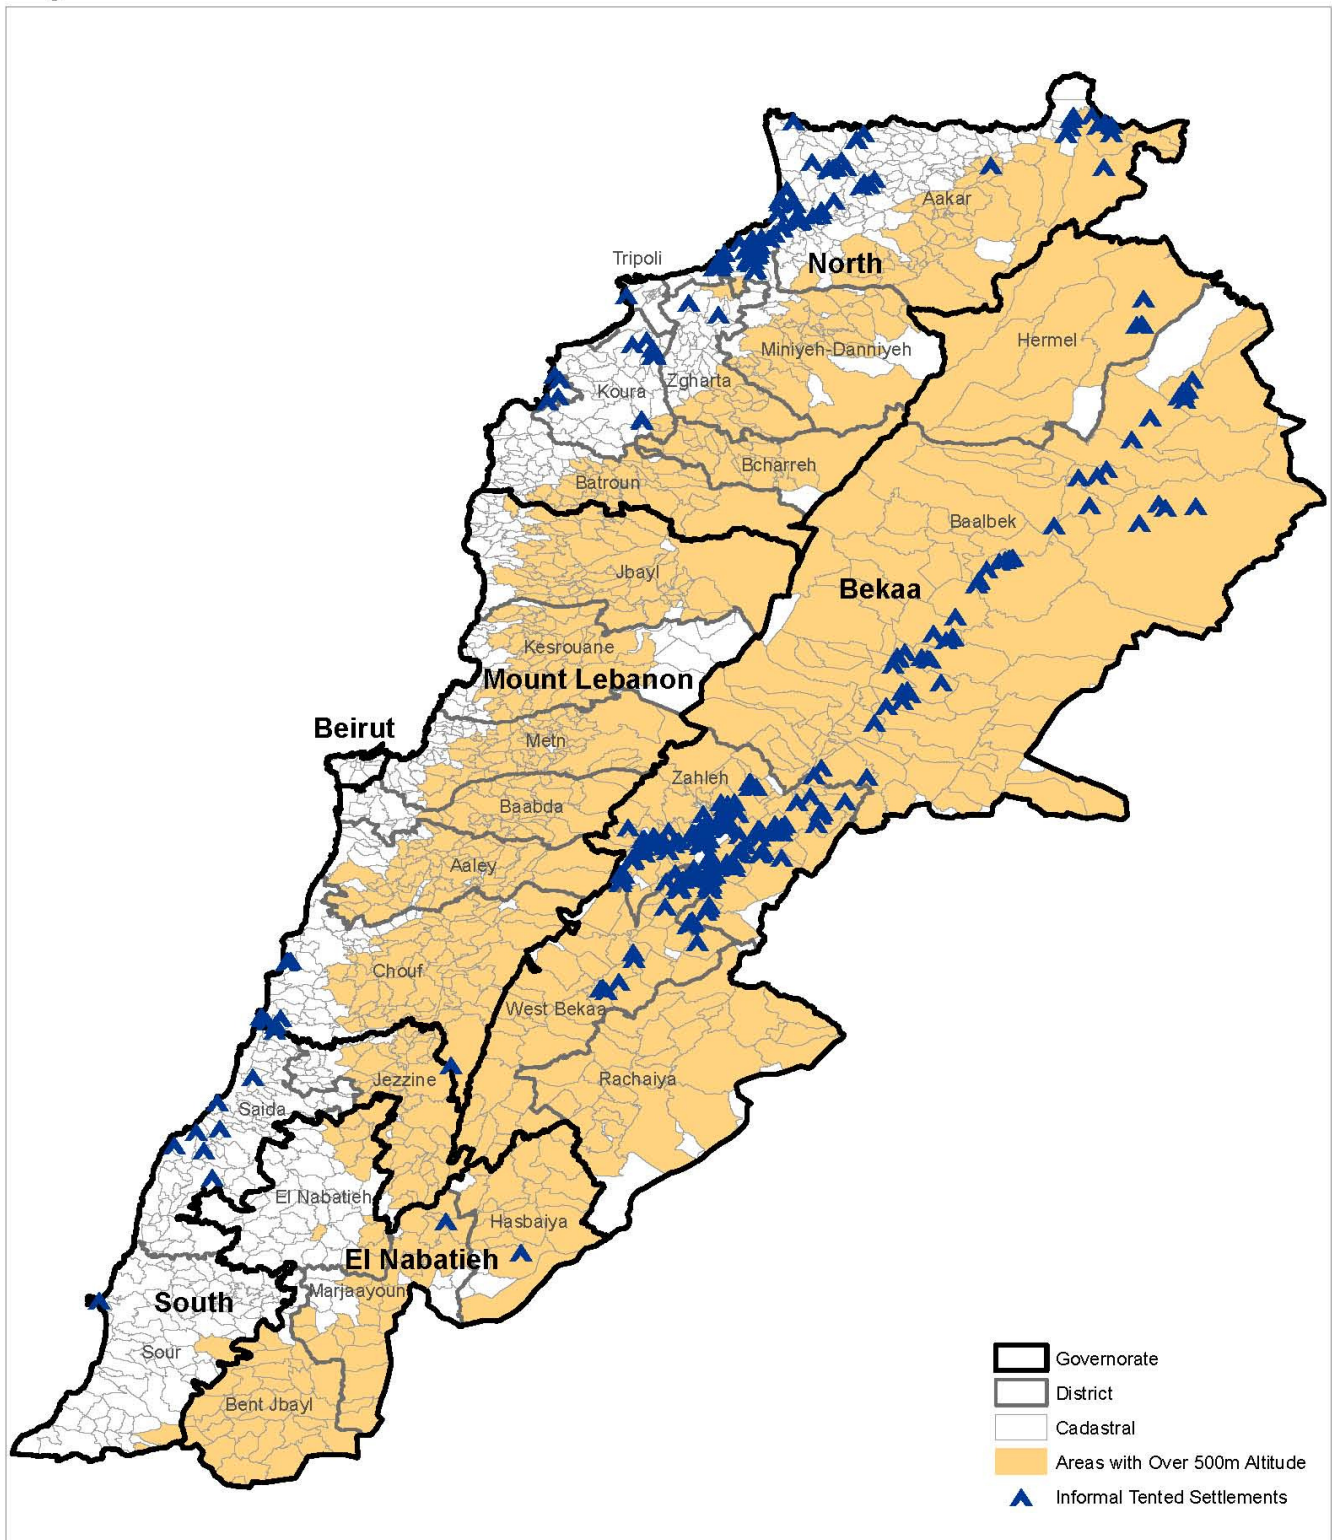 Aakar
Tripoli
North
Hermel
Miniyeh-Danniyeh
Zgharta
Koura
Bcharreh
Batroun
Baalbek
Jbayl
Bekaa
Kesrouane
Mount Lebanon
Beirut
Metn
Zahleh
Baabda
Aaley
Chouf
West Bekaa
Jezzine
Rachaiya
Saida
El Nabatieh
Hasbaiya
El Nabatieh
Marjaayoun
South
Sour
Bent Jbayl
Governorate
District
Cadastral
Areas with Over 500m Altitude
Informal Tented Settlements